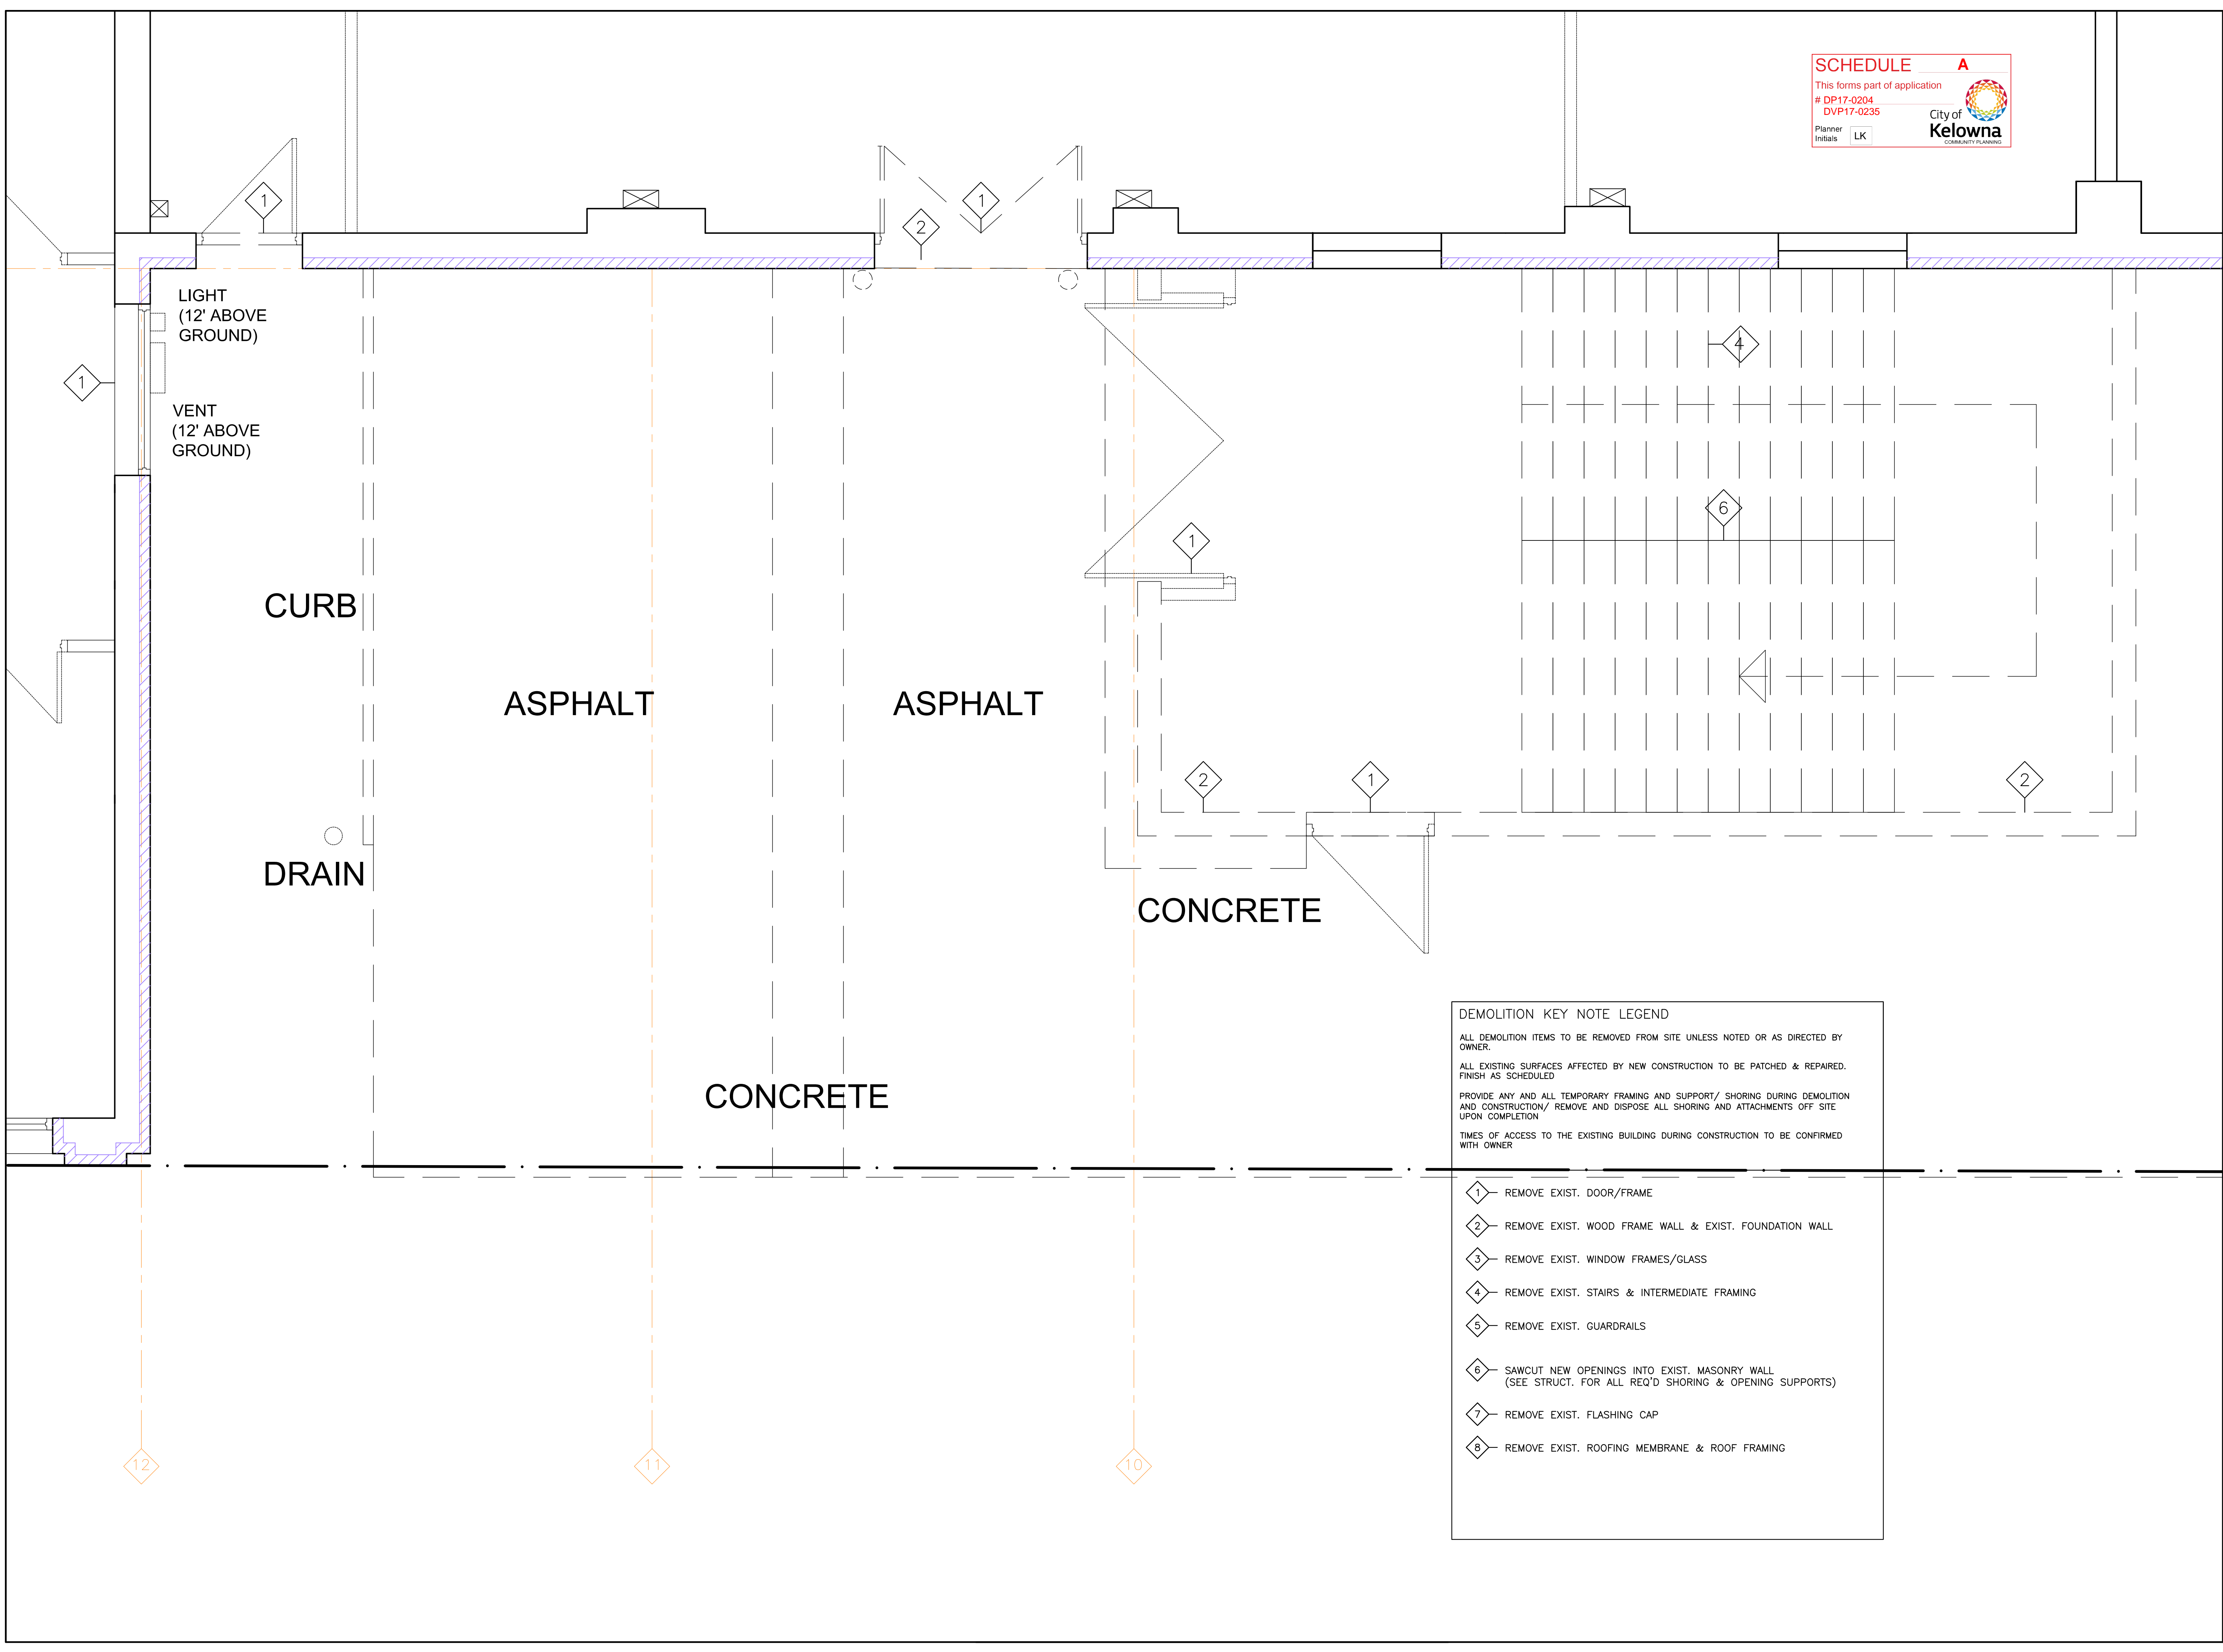 SCHEDULE A
This forms part of application
# DP17-0204
DVP17-0235
City of
Kelowna
COMMUNITY PLANNING
Planner
Initials
LK
1
1
2
LIGHT
(12' ABOVE
GROUND)
4
1
VENT
(12' ABOVE
GROUND)
6
1
CURB
ASPHALT
ASPHALT
2
1
2
DRAIN
CONCRETE
CONCRETE
DEMOLITION KEY NOTE LEGEND
ALL DEMOLITION ITEMS TO BE REMOVED FROM SITE UNLESS NOTED OR AS DIRECTED BY
OWNER.
ALL EXISTING SURFACES AFFECTED BY NEW CONSTRUCTION TO BE PATCHED & REPAIRED.
FINISH AS SCHEDULED
PROVIDE ANY AND ALL TEMPORARY FRAMING AND SUPPORT/ SHORING DURING DEMOLITION
AND CONSTRUCTION/ REMOVE AND DISPOSE ALL SHORING AND ATTACHMENTS OFF SITE
UPON COMPLETION
TIMES OF ACCESS TO THE EXISTING BUILDING DURING CONSTRUCTION TO BE CONFIRMED
WITH OWNER
1 REMOVE EXIST. DOOR/FRAME
2 REMOVE EXIST. WOOD FRAME WALL & EXIST. FOUNDATION WALL
3 REMOVE EXIST. WINDOW FRAMES/GLASS
4 REMOVE EXIST. STAIRS & INTERMEDIATE FRAMING
5 REMOVE EXIST. GUARDRAILS
6 SAWCUT NEW OPENINGS INTO EXIST. MASONRY WALL
(SEE STRUCT. FOR ALL REQ'D SHORING & OPENING SUPPORTS)
7 REMOVE EXIST. FLASHING CAP
8 REMOVE EXIST. ROOFING MEMBRANE & ROOF FRAMING
12
11
10